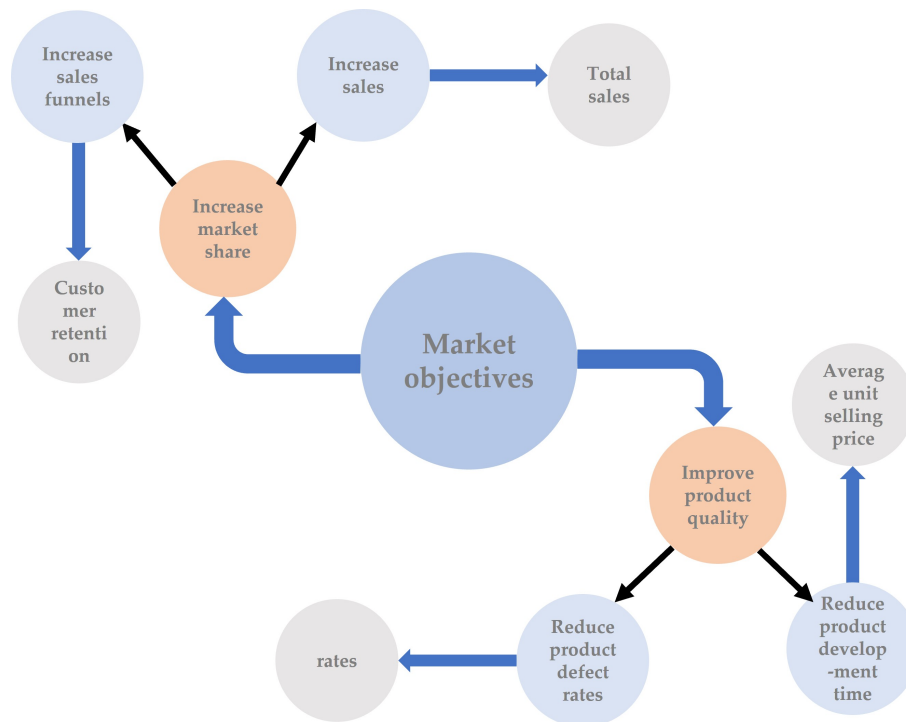 Increase
sales
funnels
Increase
sales
Total
sales
Increase
market
share
Custo
mer
retenti
on
Market
objectives
Averag
e unit
selling
price
Improve
product
quality
Reduce
product
develop
-ment
time
Reduce
product
defect
rates
rates